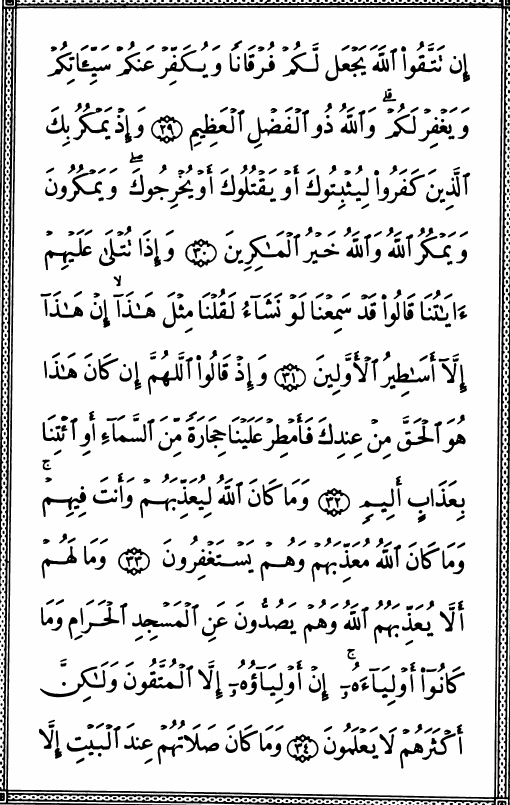 إِن تَتَّقُوا۟ ٱللَّهَ يَجْعَل لَّكُمْ فُرْقَانًا وَيُكَفِّرْ عَنكُمْ سَيِّـَٔاتِكُمْ
وَيَغْفِرْ لَكُمْ ۗ وَٱللَّهُ ذُو ٱلْفَضْلِ ٱلْعَظِيمِ ٢٩ وَإِذْ يَمْكُرُ بِكَ
ٱلَّذِينَ كَفَرُوا۟ لِيُثْبِتُوكَ أَوْ يَقْتُلُوكَ أَوْ يُخْرِجُوكَ ۖ وَيَمْكُرُونَ
وَيَمْكُرُ ٱللَّهُ وَٱللَّهُ خَيْرُ ٱلْمَـٰكِرِينَ ٣٠ وَإِذَا تُتْلَىٰ عَلَيْهِمْ
ءَايَـٰتُنَا قَالُوا۟ قَدْ سَمِعْنَا لَوْ نَشَآءُ لَقُلْنَا مِثْلَ هَـٰذَآ ۙ إِنْ هَـٰذَآ
إِلَّآ أَسَـٰطِيرُ ٱلْأَوَّلِينَ ٣١ وَإِذْ قَالُوا۟ ٱللَّهُمَّ إِن كَانَ هَـٰذَا
هُوَ ٱلْحَقَّ مِنْ عِندِكَ فَأَمْطِرْ عَلَيْنَا حِجَارَةً مِّنَ ٱلسَّمَآءِ أَوِ ٱئْتِنَا
بِعَذَابٍ أَلِيمٍ ٣٢ وَمَا كَانَ ٱللَّهُ لِيُعَذِّبَهُمْ وَأَنتَ فِيهِمْ ۚ
وَمَا كَانَ ٱللَّهُ مُعَذِّبَهُمْ وَهُمْ يَسْتَغْفِرُونَ ٣٣ وَمَا لَهُمْ
أَلَّا يُعَذِّبَهُمُ ٱللَّهُ وَهُمْ يَصُدُّونَ عَنِ ٱلْمَسْجِدِ ٱلْحَرَامِ وَمَا
كَانُوٓا۟ أَوْلِيَآءَهُۥٓ ۚ إِنْ أَوْلِيَآؤُهُۥٓ إِلَّا ٱلْمُتَّقُونَ وَلَـٰكِنَّ
أَكْثَرَهُمْ لَا يَعْلَمُونَ ٣٤ وَمَا كَانَ صَلَاتُهُمْ عِندَ ٱلْبَيْتِ إِلَّا